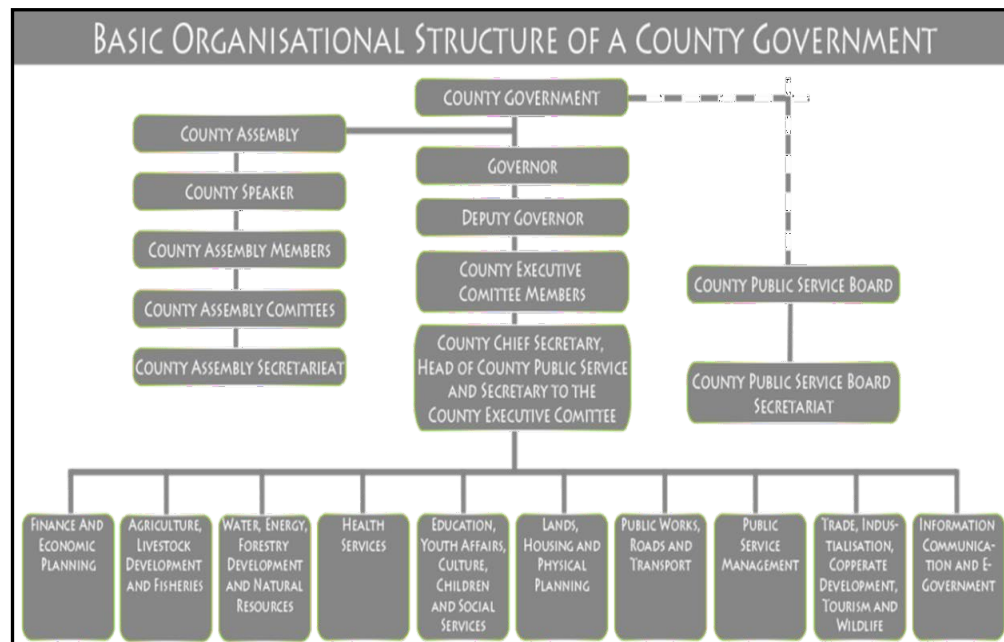 BASIC ORGANISATIONAL STRUCTURE OF A COUNTY GOVERNMENT
COUNTY GOVERNMENT
COUNTY ASSEMBLY
COUNTY SPEAKER
COUNTY ASSEMBLY MEMBERS
COUNTY ASSEMBLY COMITTEES
COUNTY ASSEMBLY SECRETARIEAT
GOVERNOR
DEPUTY GOVERNOR
COUNTY EXECUTIVE
COMITTEE MEMBERS
COUNTY CHIEF SECRETARY,
HEAD OF COUNTY PUBLIC SERVICE
AND SECRETARY TO THE
COUNTY EXECUTIVE COMITTEE
COUNTY PUBLIC SERVICE BOARD
COUNTY PUBLIC SERVICE BOARD
SECRETARIAT
FINANCE AND
ECONOMIC
PLANNING
AGRICULTURE,
LIVESTOCK
DEVELOPMENT
AND FISHERIES
WATER, ENERGY,
FORESTRY
DEVELOPMENT
AND NATURAL
RESOURCES
HEALTH
SERVICES
EDUCATION,
YOUTH AFFAIRS,
CULTURE,
CHILDREN
AND SOCIAL
SERVICES
LANDS,
HOUSING AND
PHYSICAL
PLANNING
PUBLIC WORKS,
ROADS AND
TRANSPORT
PUBLIC
SERVICE
MANAGEMENT
TRADE, INDUS-
TIALISATION,
COPPERATE
DEVELOPMENT,
TOURISM AND
WILDLIFE
INFORMATION
COMMUNICA-
TION AND E-
GOVERNMENT